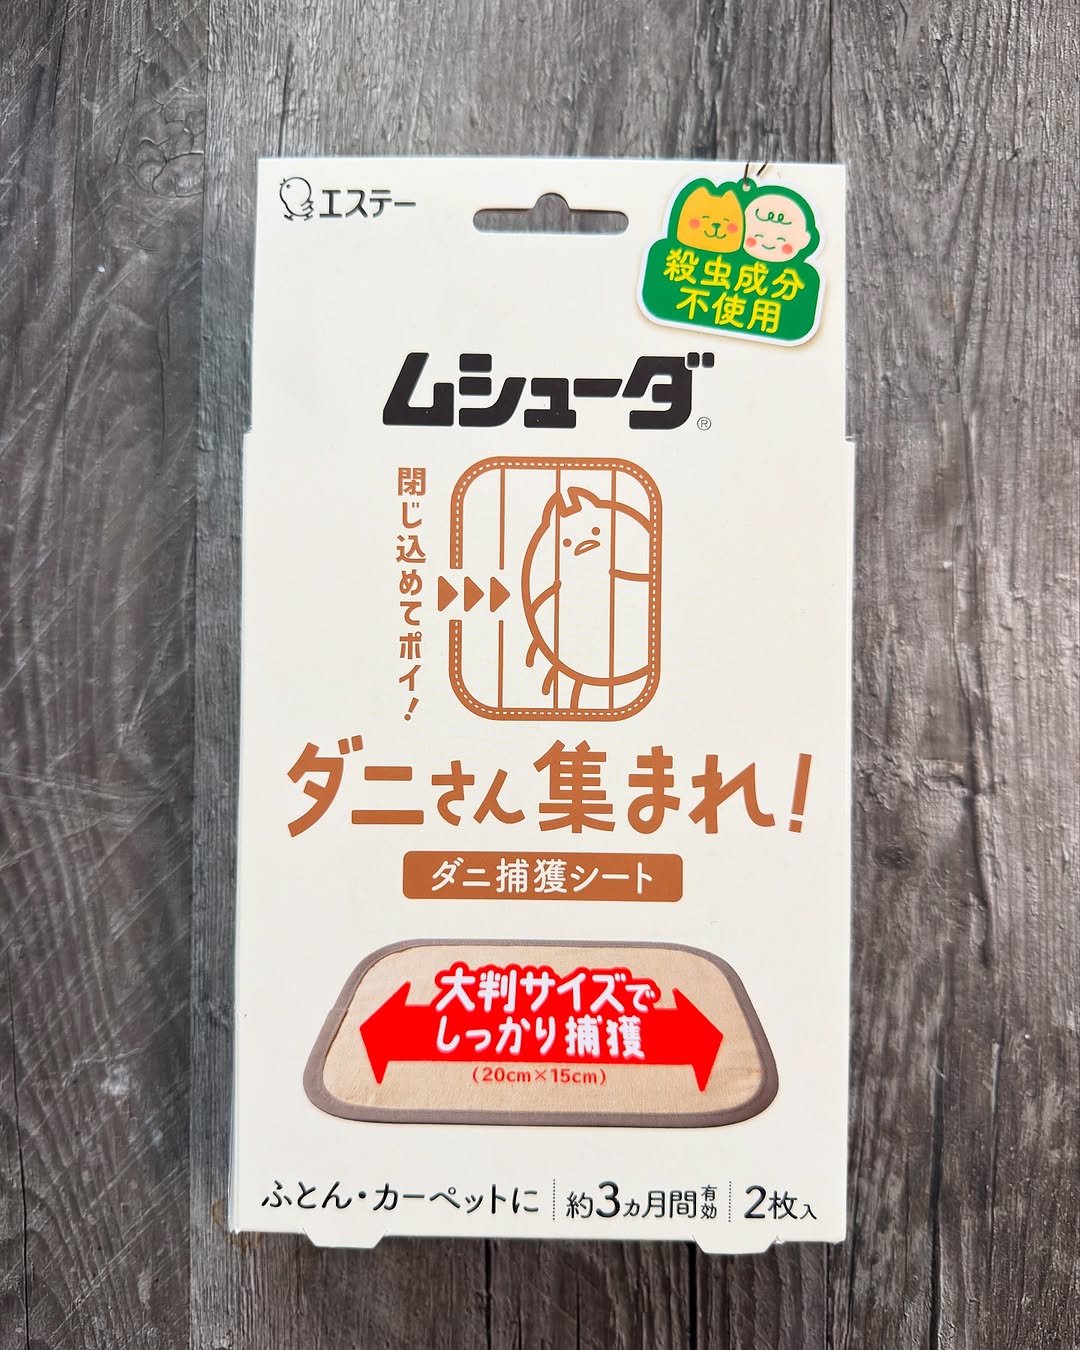 エステー
殺虫成分
不使用
ムシューダ®
閉じ込めてポイ！
ダニさん集まれ！
ダニ捕獲シート
大判サイズで
しっかり捕獲
(20cm×15cm)
ふとん・カーペットに 約3ヵ月間有効 2枚入